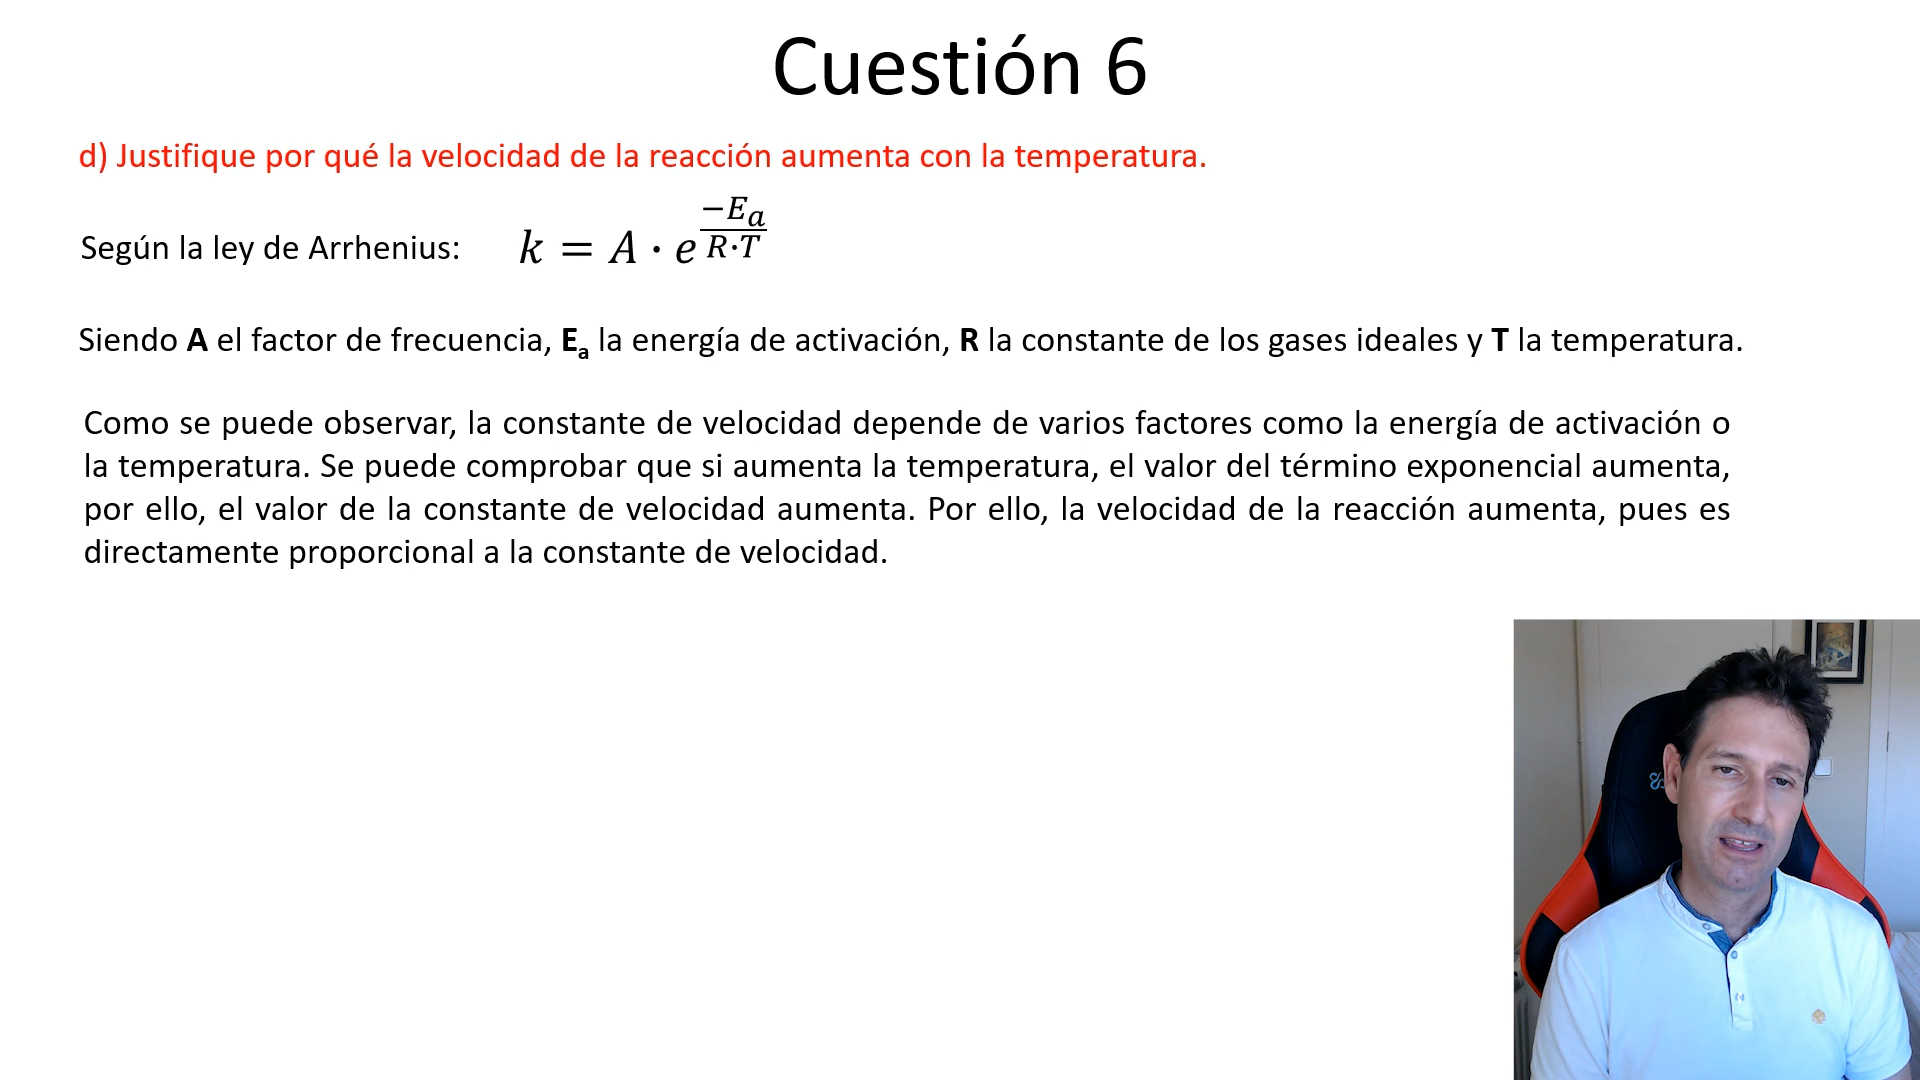 Cuestión 6
d) Justifique por qué la velocidad de la reacción aumenta con la temperatura.
Según la ley de Arrhenius: k = A · e^(−Ea/R·T)
Siendo A el factor de frecuencia, Ea la energía de activación, R la constante de los gases ideales y T la temperatura.
Como se puede observar, la constante de velocidad depende de varios factores como la energía de activación o
la temperatura. Se puede comprobar que si aumenta la temperatura, el valor del término exponencial aumenta,
por ello, el valor de la constante de velocidad aumenta. Por ello, la velocidad de la reacción aumenta, pues es
directamente proporcional a la constante de velocidad.